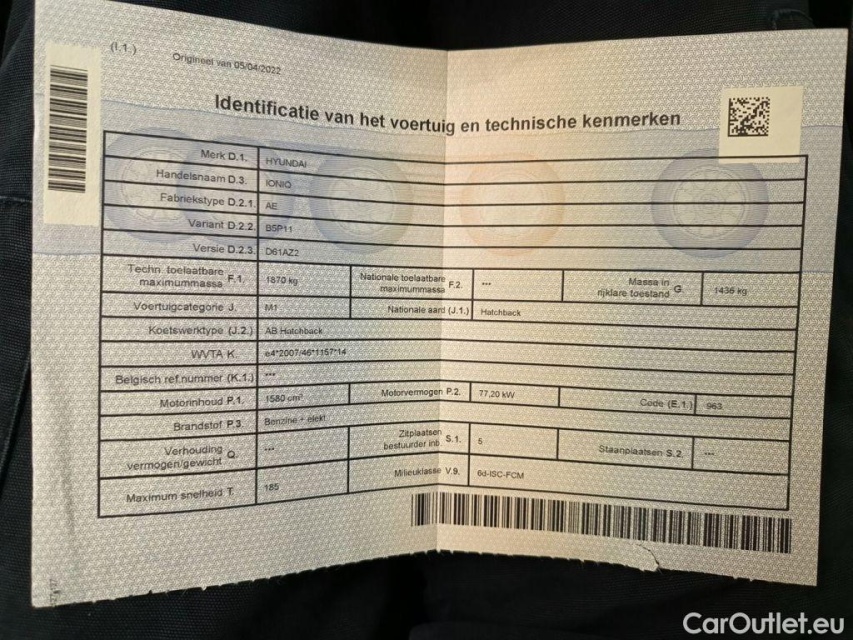 (I.1.)
Origineel van 05/04/2022
Identificatie van het voertuig en technische kenmerken
Merk D.1. HYUNDAI
Handelsnaam D.3. IONIQ
Fabriekstype D.2.1. AE
Variant D.2.2. B5P11
Versie D.2.3. D61AZ2
Techn. toelaatbare maximummassa F.1. 1870 kg Nationale toelaatbare maximummassa F.2. --- Massa in rijklare toestand G. 1436 kg
Voertuigcategorie J. M1 Nationale aard (J.1.) Hatchback
Koetswerktype (J.2.) AB Hatchback
WVTA K. e4*2007/46*1157*14
Belgisch ref.nummer (K.1.) ---
Motorinhoud P.1. 1580 cm³ Motorvermogen P.2. 77,20 kW Code (E.1.) 963
Brandstof P.3 Benzine + elekt
Verhouding vermogen/gewicht Q. --- Zitplaatsen bestuurder inb. S.1. 5 Staanplaatsen S.2. ---
Maximum snelheid T. 185 Milieuklasse V.9. 6d-ISC-FCM
CarOutlet.eu